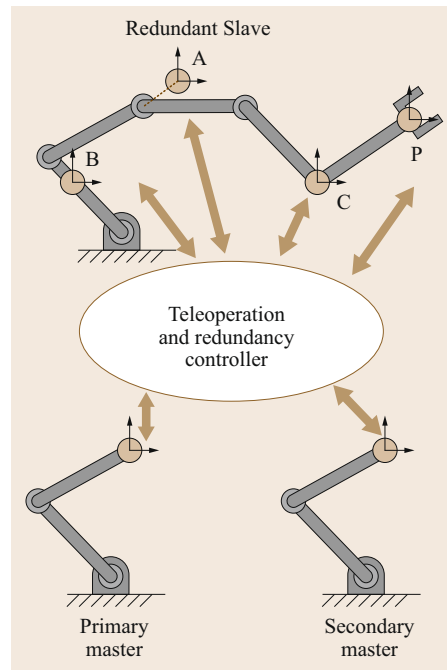 Redundant Slave
A
B
P
C
Teleoperation
and redundancy
controller
Primary
master
Secondary
master